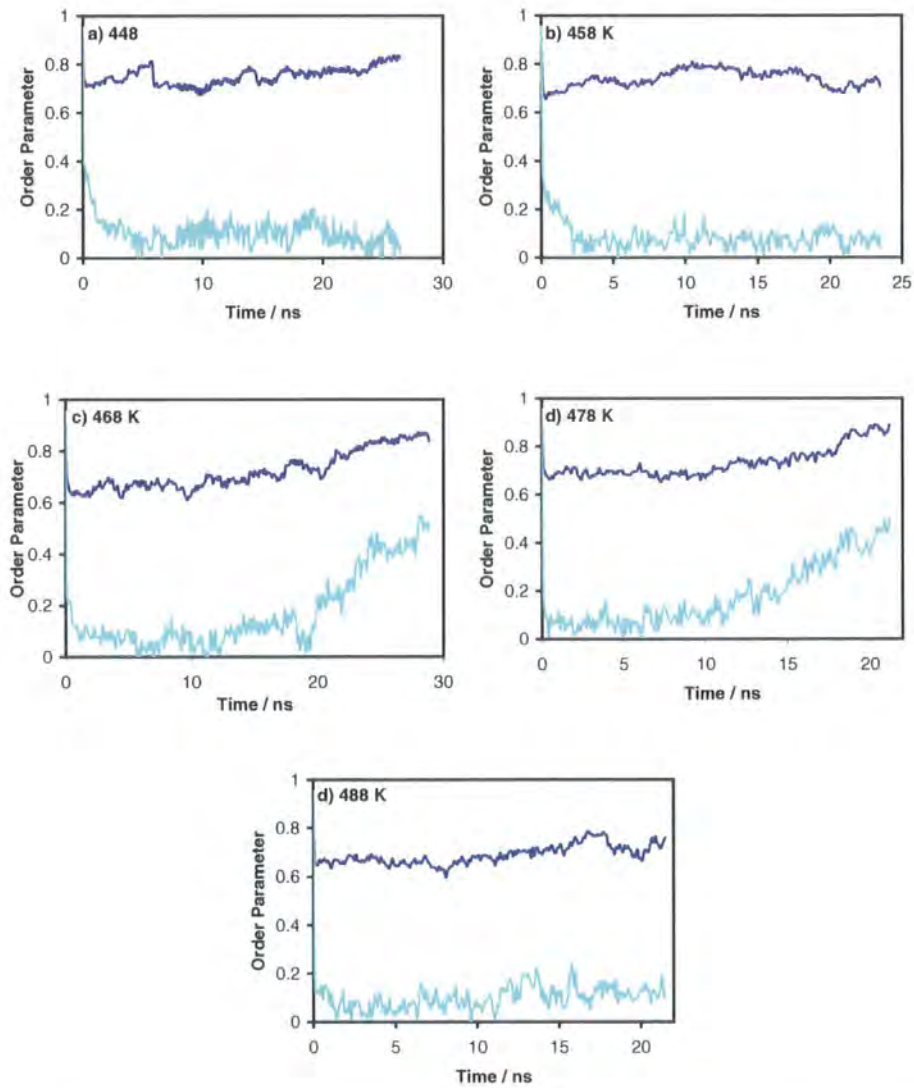 a) 448
Order Parameter
1
0.8
0.6
0.4
0.2
0
0 10 20 30
Time / ns
b) 458 K
Order Parameter
1
0.8
0.6
0.4
0.2
0
0 5 10 15 20 25
Time / ns
c) 468 K
Order Parameter
1
0.8
0.6
0.4
0.2
0
0 10 20 30
Time / ns
d) 478 K
Order Parameter
1
0.8
0.6
0.4
0.2
0
0 5 10 15 20
Time / ns
d) 488 K
Order Parameter
1
0.8
0.6
0.4
0.2
0
0 5 10 15 20
Time / ns